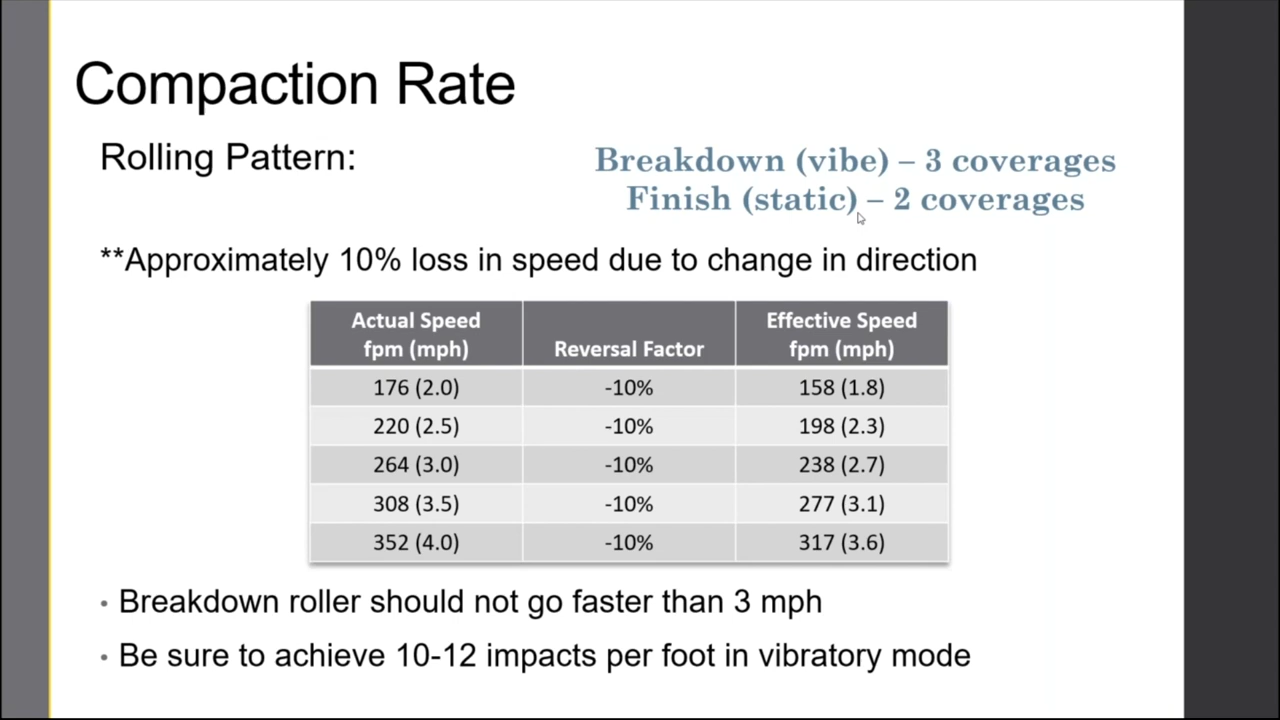 Compaction Rate
Rolling Pattern:
Breakdown (vibe) – 3 coverages
Finish (static) – 2 coverages
**Approximately 10% loss in speed due to change in direction
Actual Speed fpm (mph) Reversal Factor Effective Speed fpm (mph)
176 (2.0) -10% 158 (1.8)
220 (2.5) -10% 198 (2.3)
264 (3.0) -10% 238 (2.7)
308 (3.5) -10% 277 (3.1)
352 (4.0) -10% 317 (3.6)
• Breakdown roller should not go faster than 3 mph
• Be sure to achieve 10-12 impacts per foot in vibratory mode